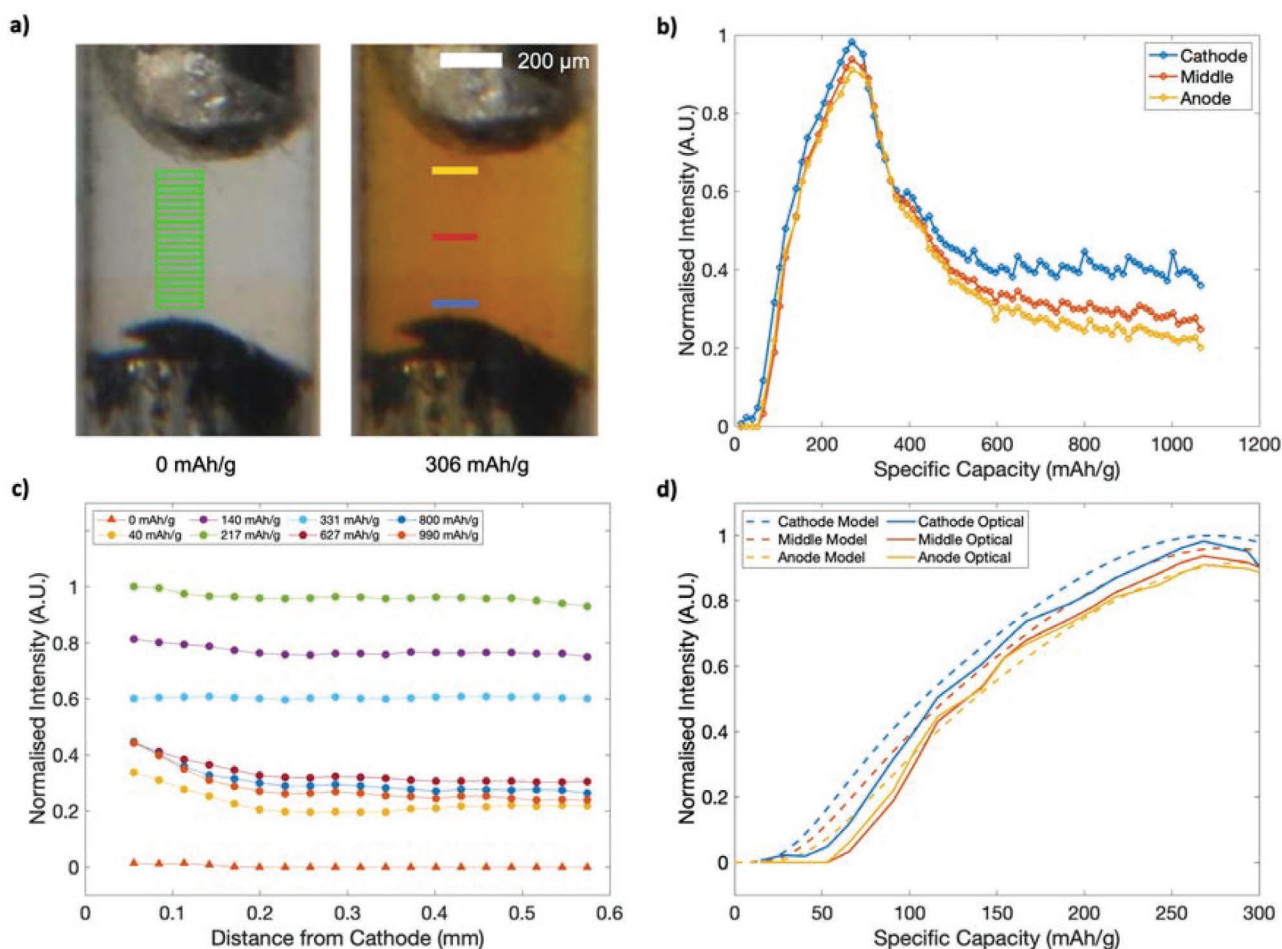 a)
200 µm
0 mAh/g
306 mAh/g
b)
Normalised Intensity (A.U.)
1
0.8
0.6
0.4
0.2
0
0 200 400 600 800 1000 1200
Specific Capacity (mAh/g)
Cathode
Middle
Anode
c)
0 mAh/g 140 mAh/g 331 mAh/g 800 mAh/g
40 mAh/g 217 mAh/g 627 mAh/g 990 mAh/g
Normalised Intensity (A.U.)
1
0.8
0.6
0.4
0.2
0
0 0.1 0.2 0.3 0.4 0.5 0.6
Distance from Cathode (mm)
d)
Cathode Model Cathode Optical
Middle Model Middle Optical
Anode Model Anode Optical
Normalised Intensity (A.U.)
1
0.8
0.6
0.4
0.2
0
0 50 100 150 200 250 300
Specific Capacity (mAh/g)